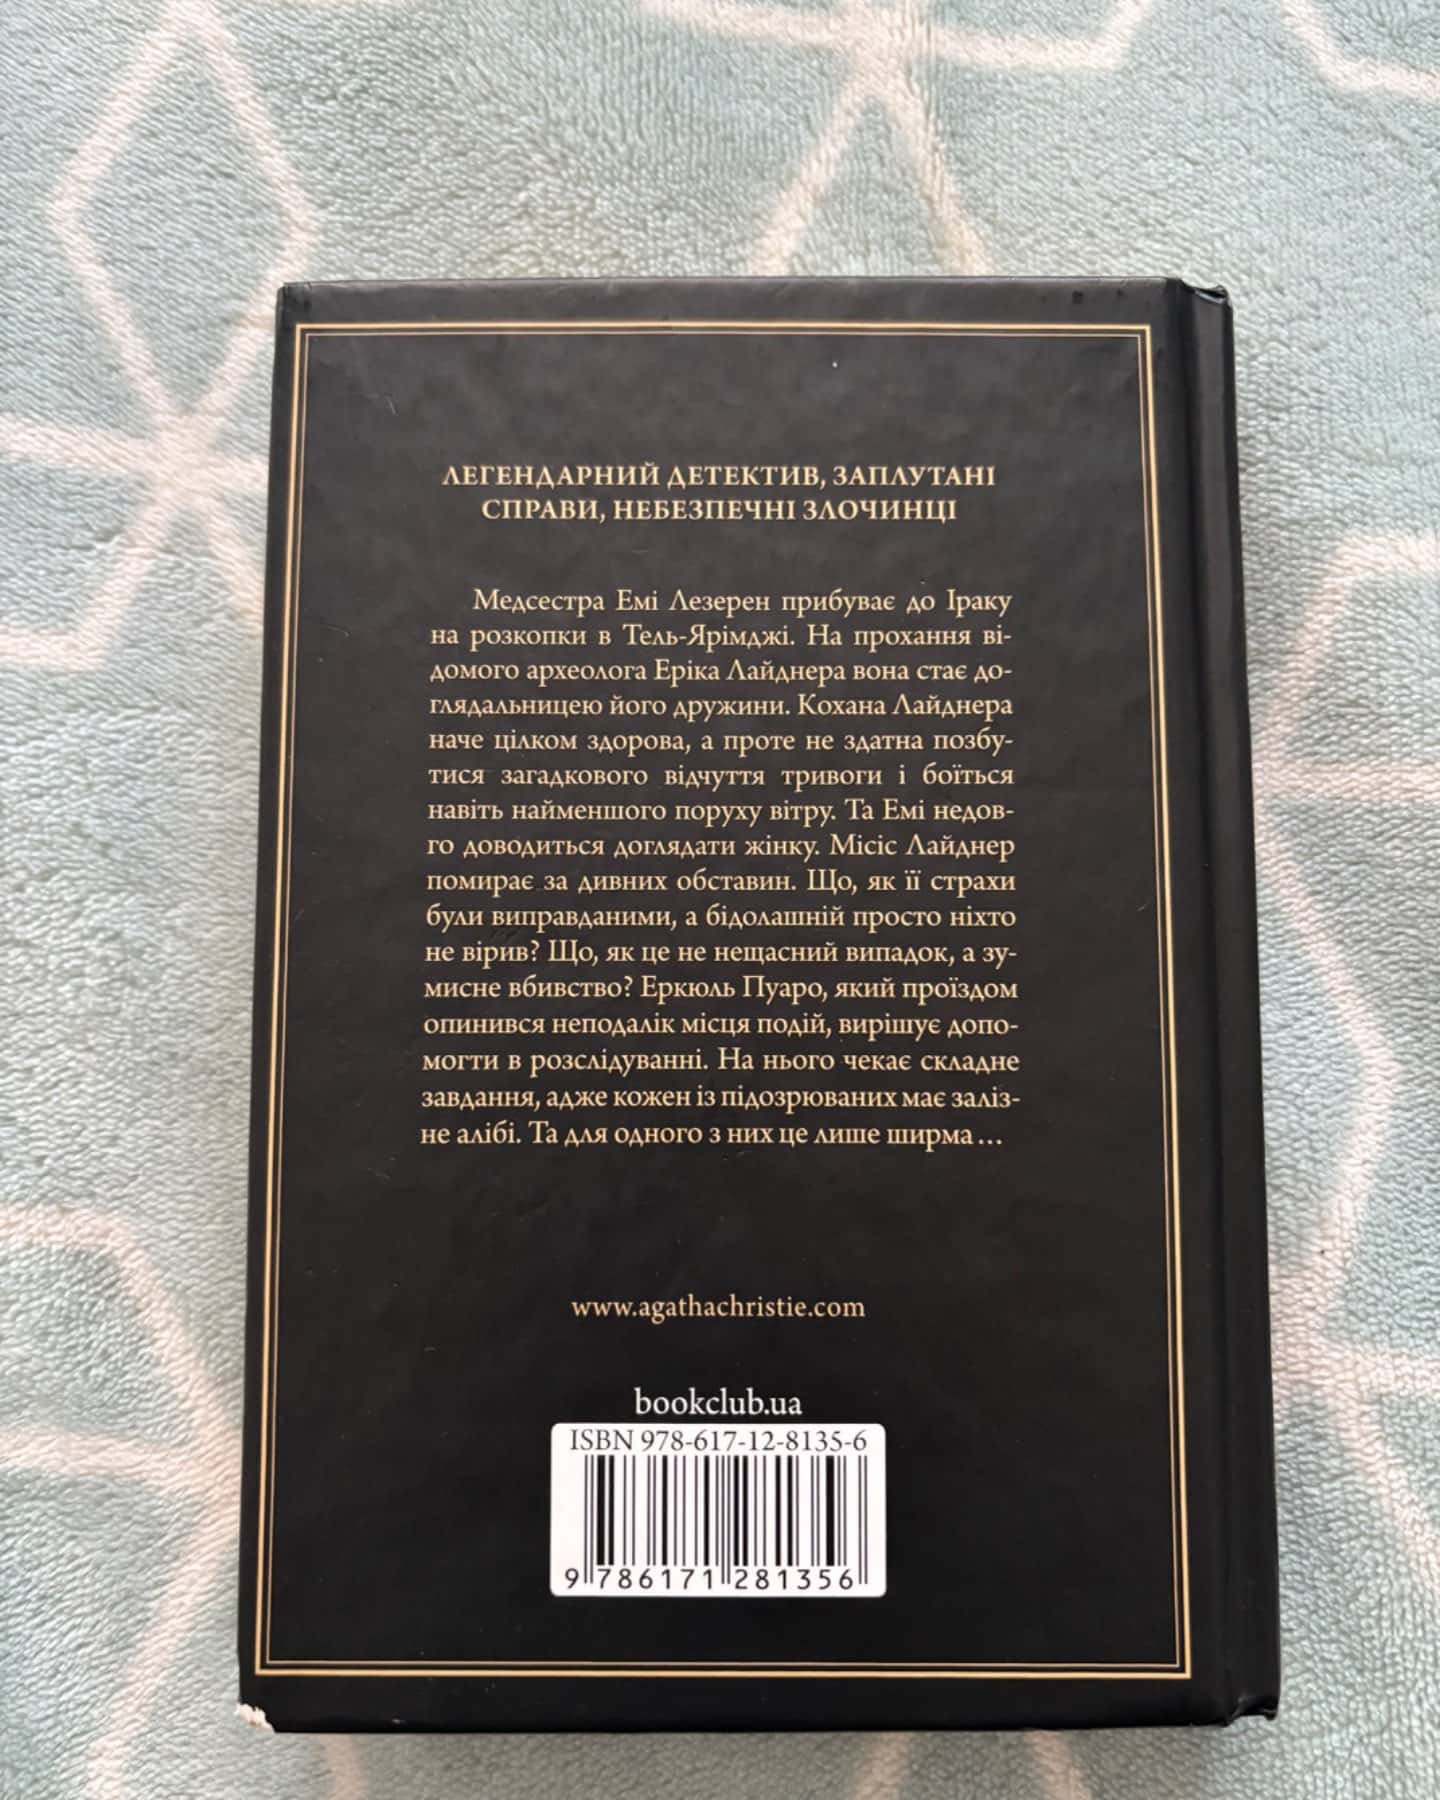 ЛЕГЕНДАРНИЙ ДЕТЕКТИВ, ЗАПЛУТАНІ
СПРАВИ, НЕБЕЗПЕЧНІ ЗЛОЧИНЦІ
Медсестра Емі Лезерен прибуває до Іраку
на розкопки в Тель-Ярімджі. На прохання ві-
домого археолога Еріка Лайднера вона стає до-
глядальницею його дружини. Кохана Лайднера
наче цілком здорова, а проте не здатна позбу-
тися загадкового відчуття тривоги і боїться
навіть найменшого поруху вітру. Та Емі недов-
го доводиться доглядати жінку. Місіс Лайднер
помирає за дивних обставин. Що, як її страхи
були виправданими, а бідолашній просто ніхто
не вірив? Що, як це не нещасний випадок, а зу-
мисне вбивство? Еркюль Пуаро, який проїздом
опинився неподалік місця подій, вирішує допо-
могти в розслідуванні. На нього чекає складне
завдання, адже кожен із підозрюваних має заліз-
не алібі. Та для одного з них це лише ширма...
www.agathachristie.com
bookclub.ua
ISBN 978-617-12-8135-6
9 786171 281356